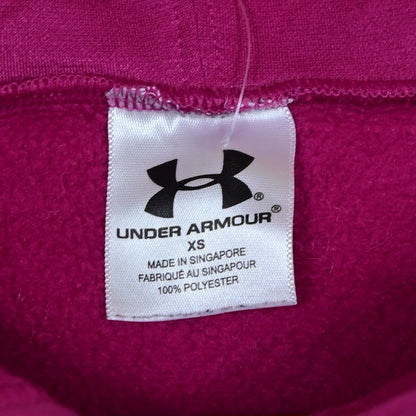 ®
UNDER ARMOUR®
XS
MADE IN SINGAPORE
FABRIQUÉ AU SINGAPOUR
100% POLYESTER